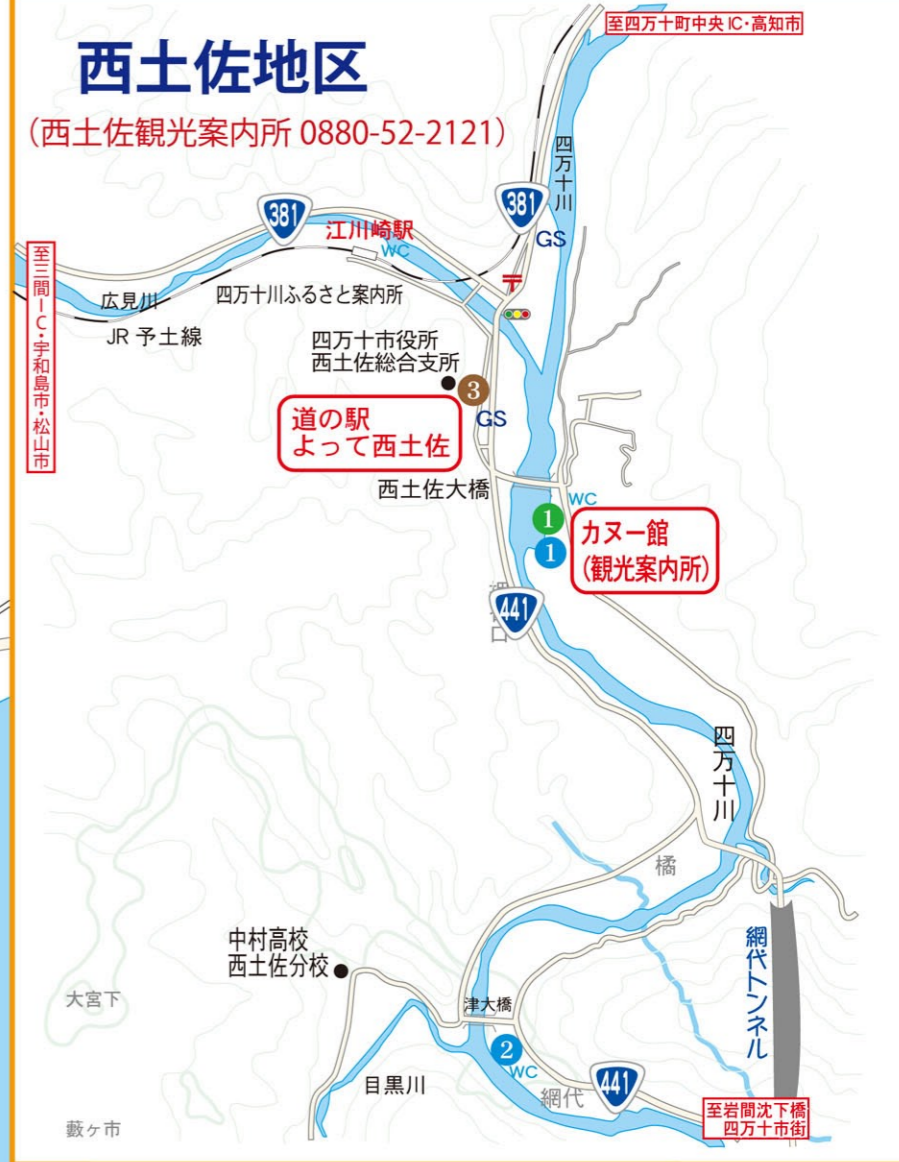 西土佐地区
(西土佐観光案内所 0880-52-2121)
至四万十町中央IC・高知市
四万十川
381
381
江川崎駅
WC
GS
〒
至三間IC・宇和島市・松山市
広見川
四万十川ふるさと案内所
JR 予土線
四万十市役所
西土佐総合支所
3
GS
道の駅
よって西土佐
西土佐大橋
WC
1
1
カヌー館
(観光案内所)
441
口
四万十川
橘
中村高校
西土佐分校
網代トンネル
大宮下
津大橋
2
WC
目黒川
網代
441
至岩間沈下橋
四万十市街
藪ヶ市